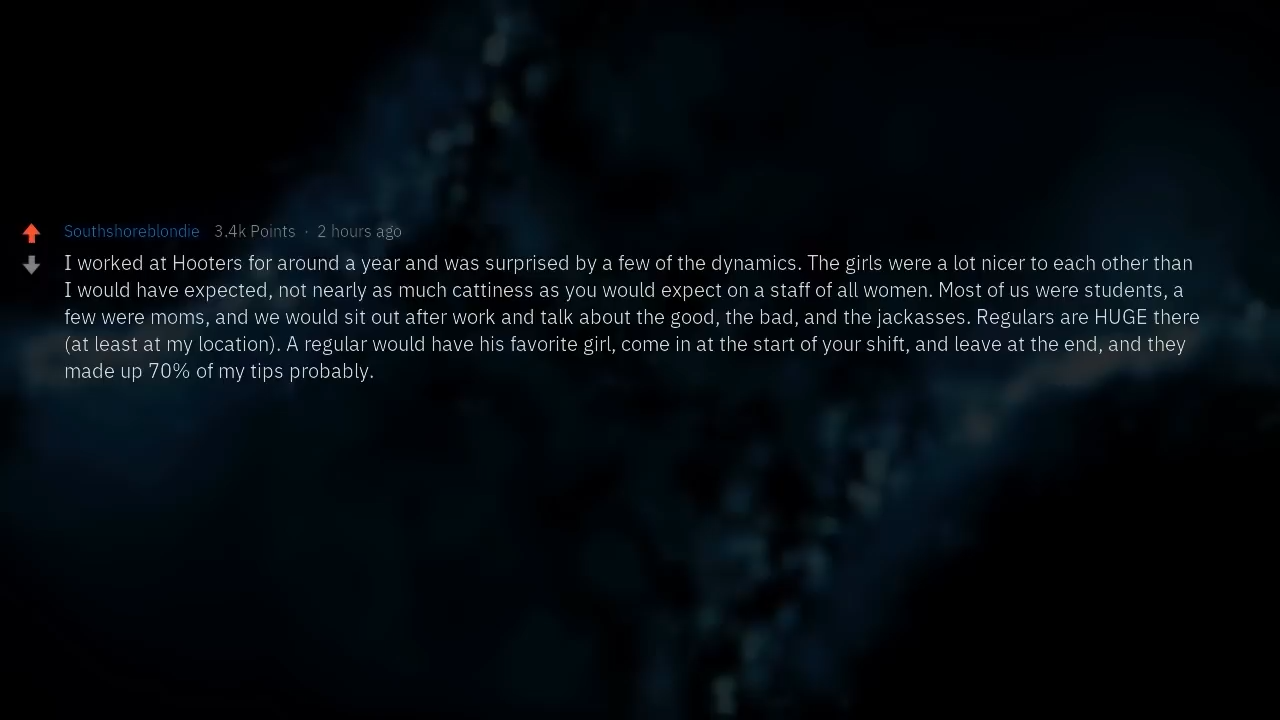 Southshoreblondie 3.4k Points · 2 hours ago
I worked at Hooters for around a year and was surprised by a few of the dynamics. The girls were a lot nicer to each other than
I would have expected, not nearly as much cattiness as you would expect on a staff of all women. Most of us were students, a
few were moms, and we would sit out after work and talk about the good, the bad, and the jackasses. Regulars are HUGE there
(at least at my location). A regular would have his favorite girl, come in at the start of your shift, and leave at the end, and they
made up 70% of my tips probably.